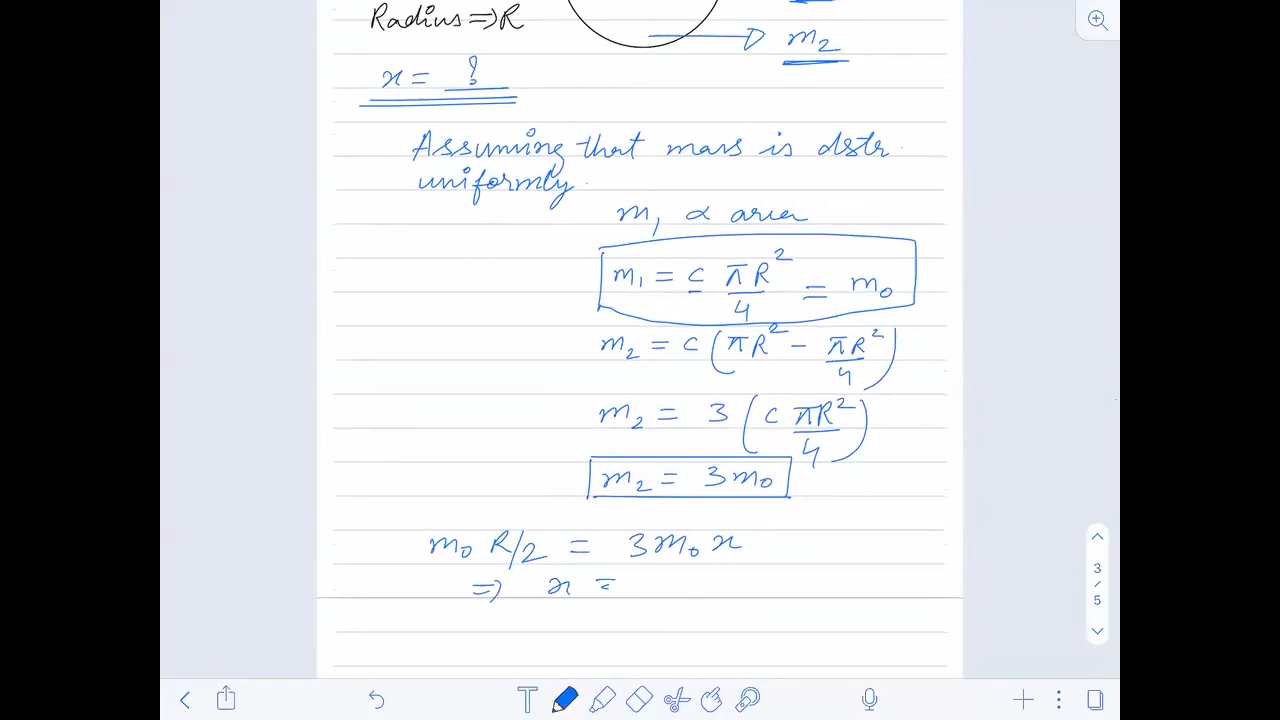 Radius => R
m₂
x = ?
Assuming that mass is dstr.
uniformly.
m₁ α area
m₁ = c πR²/4 = m₀
m₂ = c (πR² - πR²/4)
m₂ = 3 (c πR²/4)
m₂ = 3m₀
m₀ R/2 = 3m₀ x
=> x =
3 / 5
T